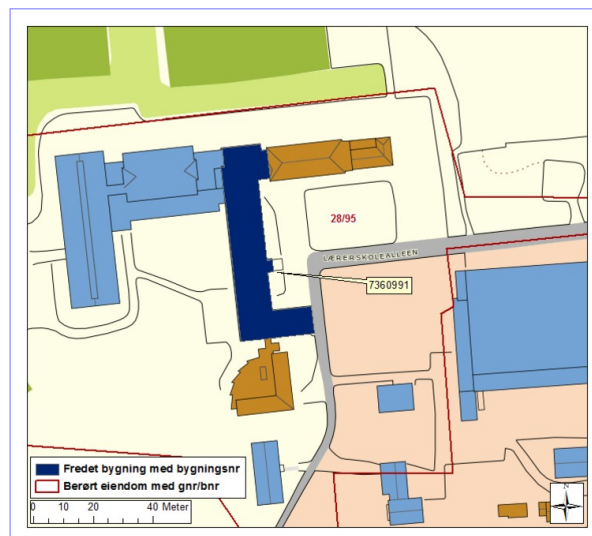 28/95
LÆRERSKOLEALLEEN
7360991
Fredet bygning med bygningsnr
Berørt eiendom med gnr/bnr
0 10 20 40 Meter
N